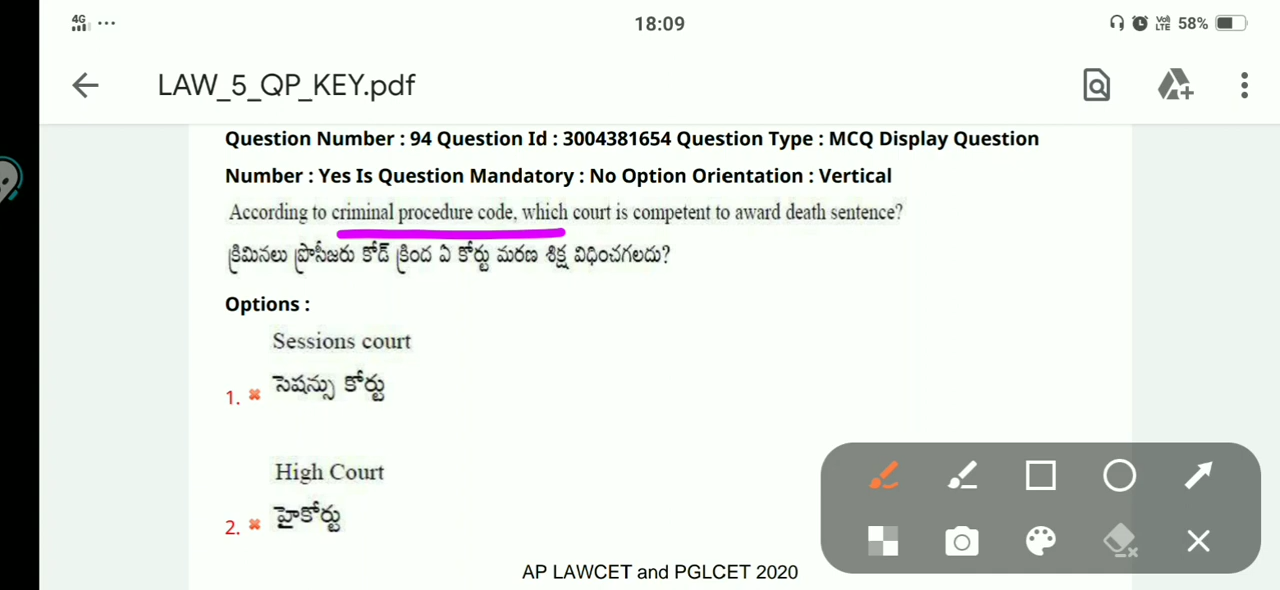 4G ... 18:09 Vol) LTE 58%
LAW_5_QP_KEY.pdf
Question Number : 94 Question Id : 3004381654 Question Type : MCQ Display Question
Number : Yes Is Question Mandatory : No Option Orientation : Vertical
According to criminal procedure code, which court is competent to award death sentence?
క్రిమినలు ప్రొసీజరు కోడ్ క్రింద ఏ కోర్టు మరణ శిక్ష విధించగలదు?
Options :
Sessions court
సెషన్సు కోర్టు
1.
High Court
హైకోర్టు
2.
AP LAWCET and PGLCET 2020